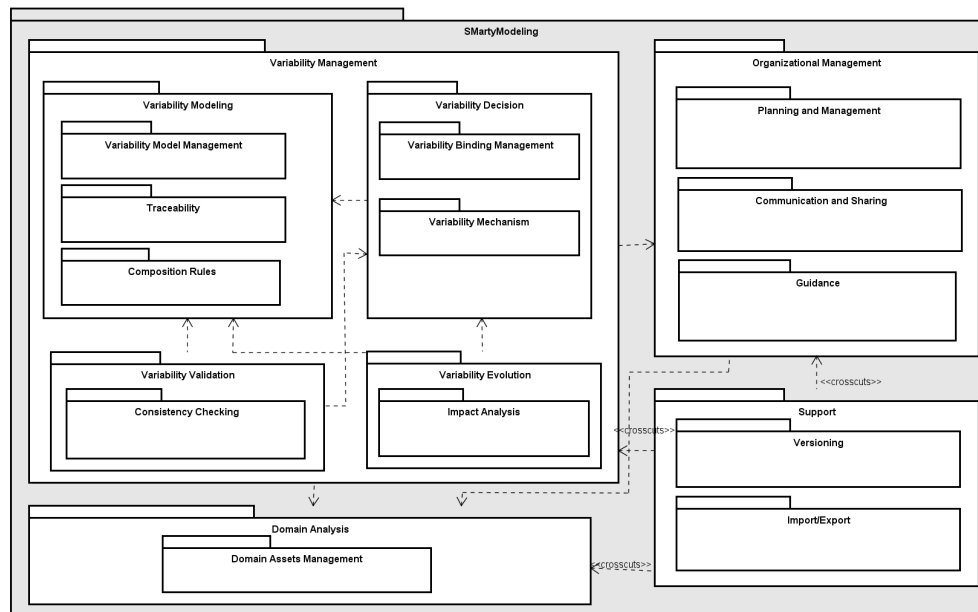 SMartyModeling
Variability Management
Variability Modeling
Variability Model Management
Traceability
Composition Rules
Variability Decision
Variability Binding Management
Variability Mechanism
Variability Validation
Consistency Checking
Variability Evolution
Impact Analysis
Organizational Management
Planning and Management
Communication and Sharing
Guidance
<<crosscuts>>
Support
<<crosscuts>>
Versioning
Import/Export
<<crosscuts>>
Domain Analysis
Domain Assets Management